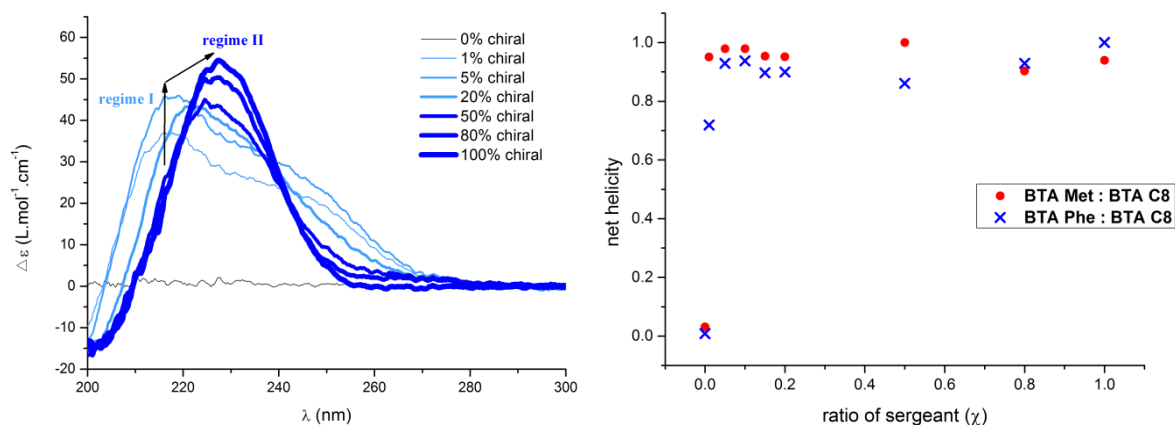 60
50
40
30
20
10
0
-10
-20
200
220
240
260
280
300
△ε (L.mol⁻¹.cm⁻¹)
λ (nm)
regime I
regime II
0% chiral
1% chiral
5% chiral
20% chiral
50% chiral
80% chiral
100% chiral
1.0
0.8
0.6
0.4
0.2
0.0
0.0
0.2
0.4
0.6
0.8
1.0
net helicity
ratio of sergeant (χ)
BTA Met : BTA C8
BTA Phe : BTA C8